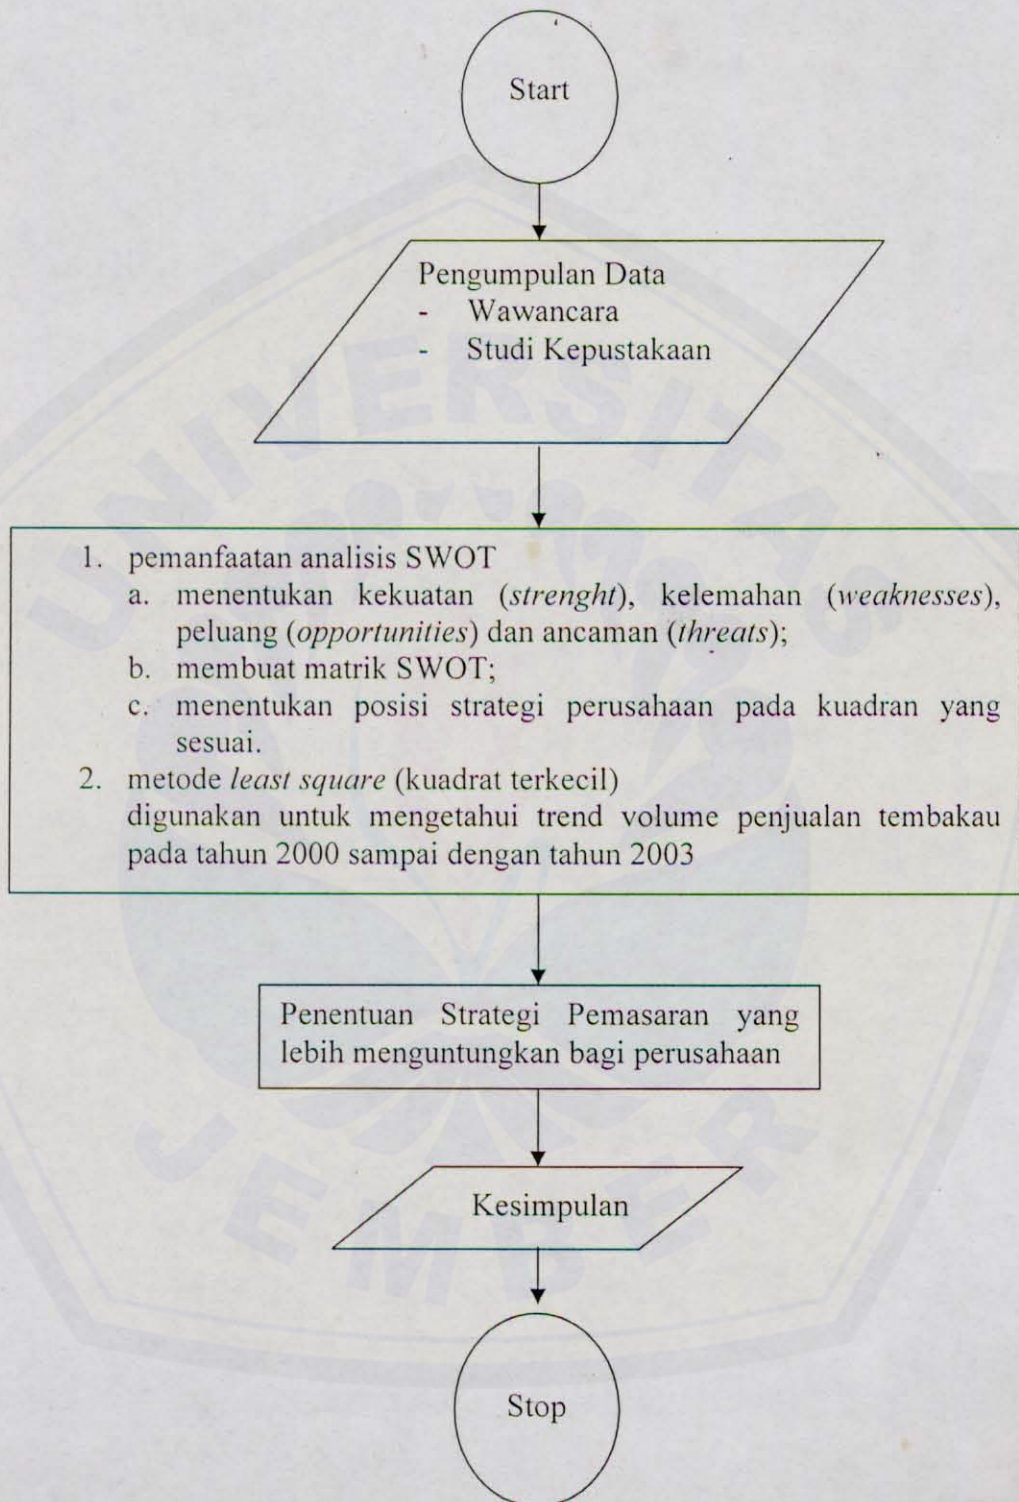 Start
Pengumpulan Data
- Wawancara
- Studi Kepustakaan
1. pemanfaatan analisis SWOT
a. menentukan kekuatan (strenght), kelemahan (weaknesses),
peluang (opportunities) dan ancaman (threats);
b. membuat matrik SWOT;
c. menentukan posisi strategi perusahaan pada kuadran yang
sesuai.
2. metode least square (kuadrat terkecil)
digunakan untuk mengetahui trend volume penjualan tembakau
pada tahun 2000 sampai dengan tahun 2003
Penentuan Strategi Pemasaran yang
lebih menguntungkan bagi perusahaan
Kesimpulan
Stop
UNIVERSITAS
JEMBER